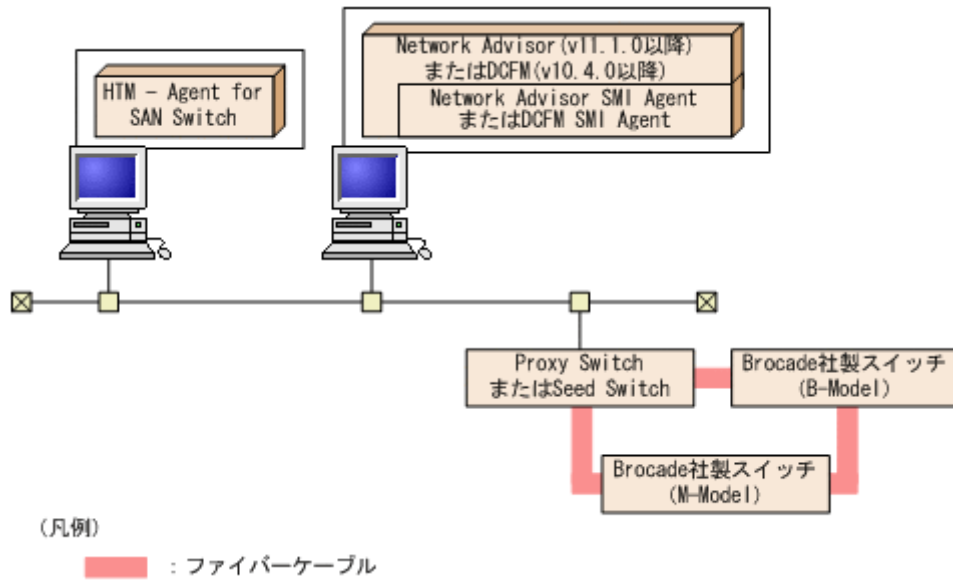 HTM - Agent for
SAN Switch
Network Advisor(v11.1.0以降)
またはDCFM(v10.4.0以降)
Network Advisor SMI Agent
またはDCFM SMI Agent
Proxy Switch
またはSeed Switch
Brocade社製スイッチ
(B-Model)
Brocade社製スイッチ
(M-Model)
(凡例)
：ファイバーケーブル